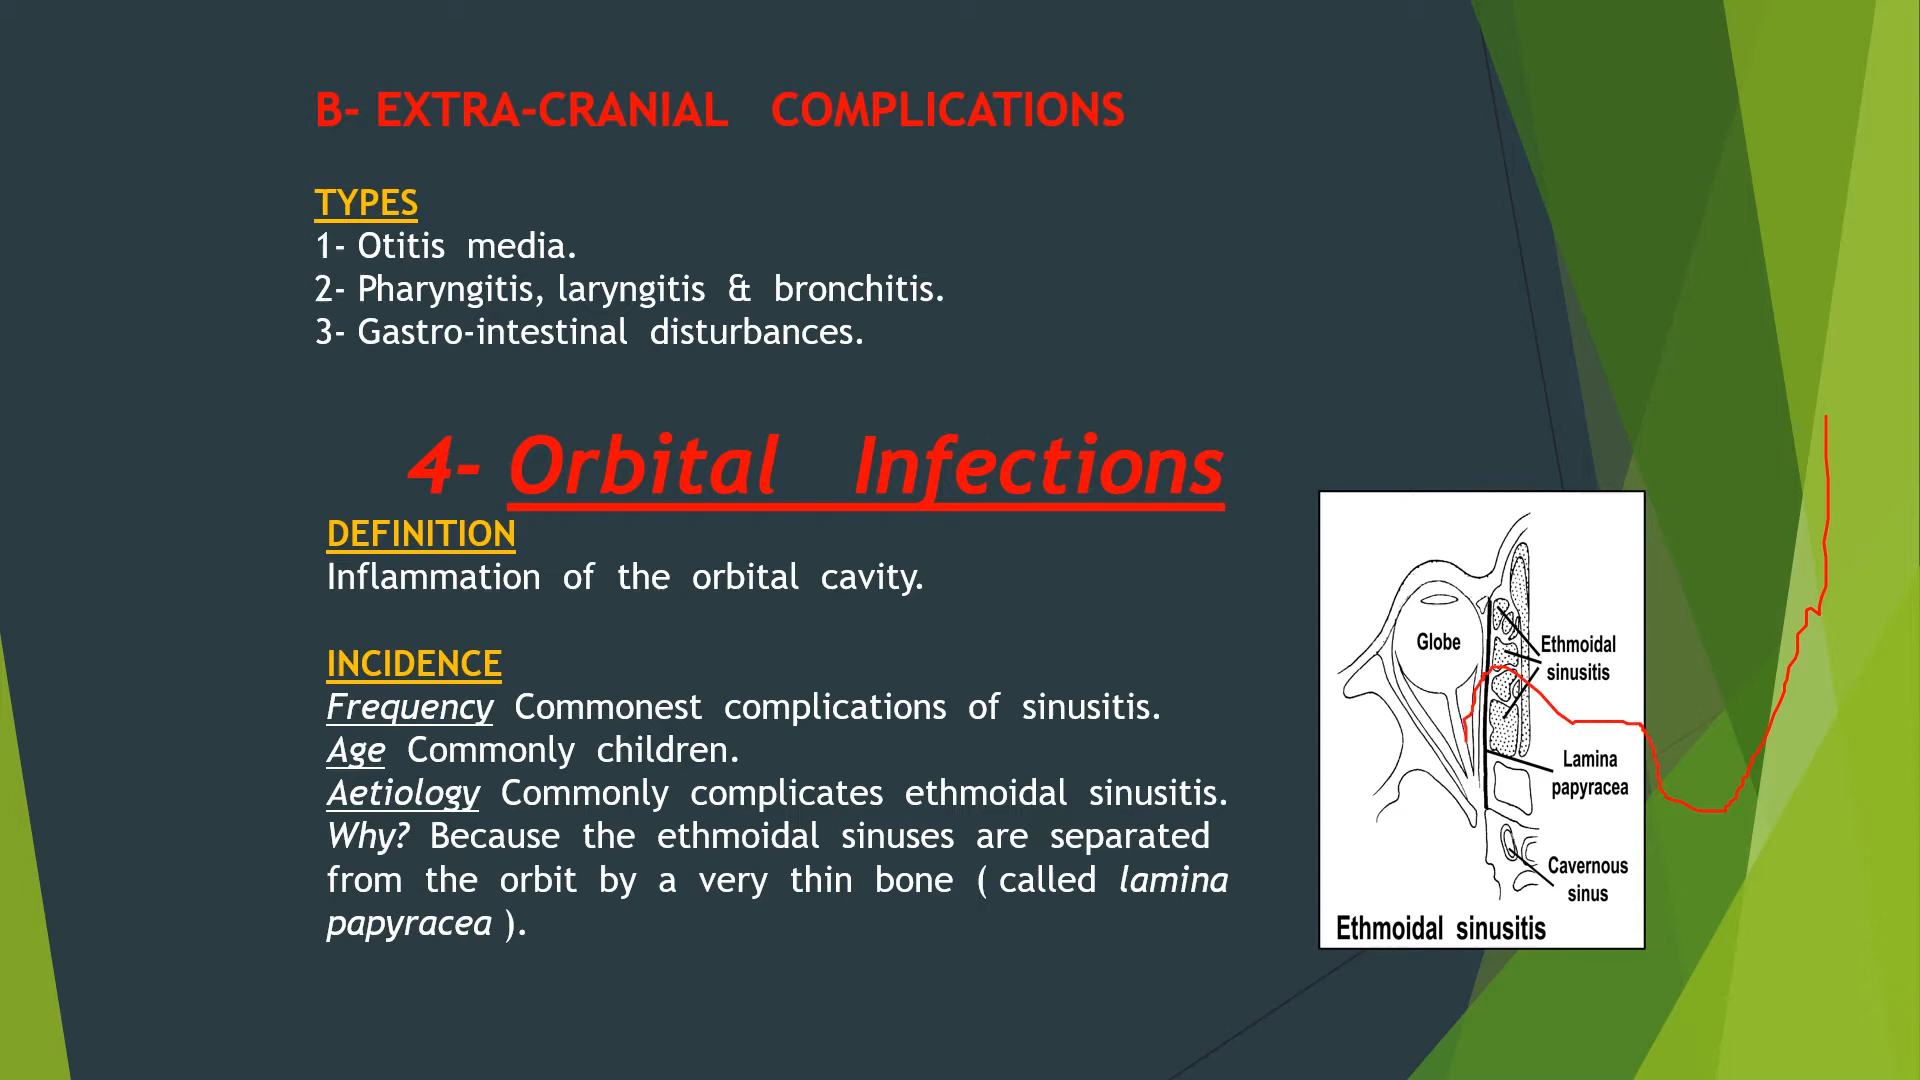 B- EXTRA-CRANIAL COMPLICATIONS
TYPES
1- Otitis media.
2- Pharyngitis, laryngitis & bronchitis.
3- Gastro-intestinal disturbances.
4- Orbital Infections
DEFINITION
Inflammation of the orbital cavity.
INCIDENCE
Frequency Commonest complications of sinusitis.
Age Commonly children.
Aetiology Commonly complicates ethmoidal sinusitis.
Why? Because the ethmoidal sinuses are separated
from the orbit by a very thin bone ( called lamina
papyracea ).
Globe
Ethmoidal
sinusitis
Lamina
papyracea
Cavernous
sinus
Ethmoidal sinusitis